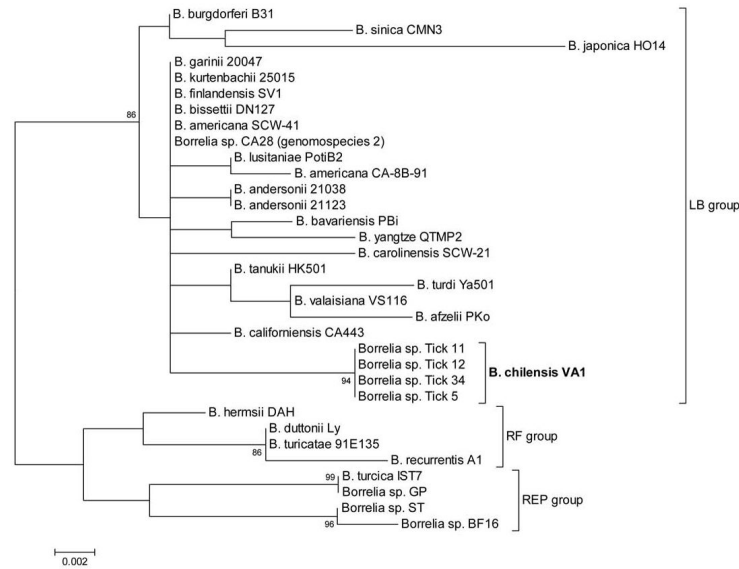 B. burgdorferi B31
B. sinica CMN3
B. japonica HO14
B. garinii 20047
B. kurtenbachii 25015
B. finlandensis SV1
B. bissettii DN127
86
B. americana SCW-41
Borrelia sp. CA28 (genomospecies 2)
B. lusitaniae PotiB2
B. americana CA-8B-91
B. andersonii 21038
B. andersonii 21123
LB group
B. bavariensis PBi
B. yangtze QTMP2
B. carolinensis SCW-21
B. tanukii HK501
B. turdi Ya501
B. valaisiana VS116
B. afzelii PKo
B. californiensis CA443
Borrelia sp. Tick 11
Borrelia sp. Tick 12
B. chilensis VA1
94
Borrelia sp. Tick 34
Borrelia sp. Tick 5
B. hermsii DAH
B. duttonii Ly
RF group
B. turicatae 91E135
86
B. recurrentis A1
99
B. turcica IST7
Borrelia sp. GP
REP group
Borrelia sp. ST
96
Borrelia sp. BF16
0.002